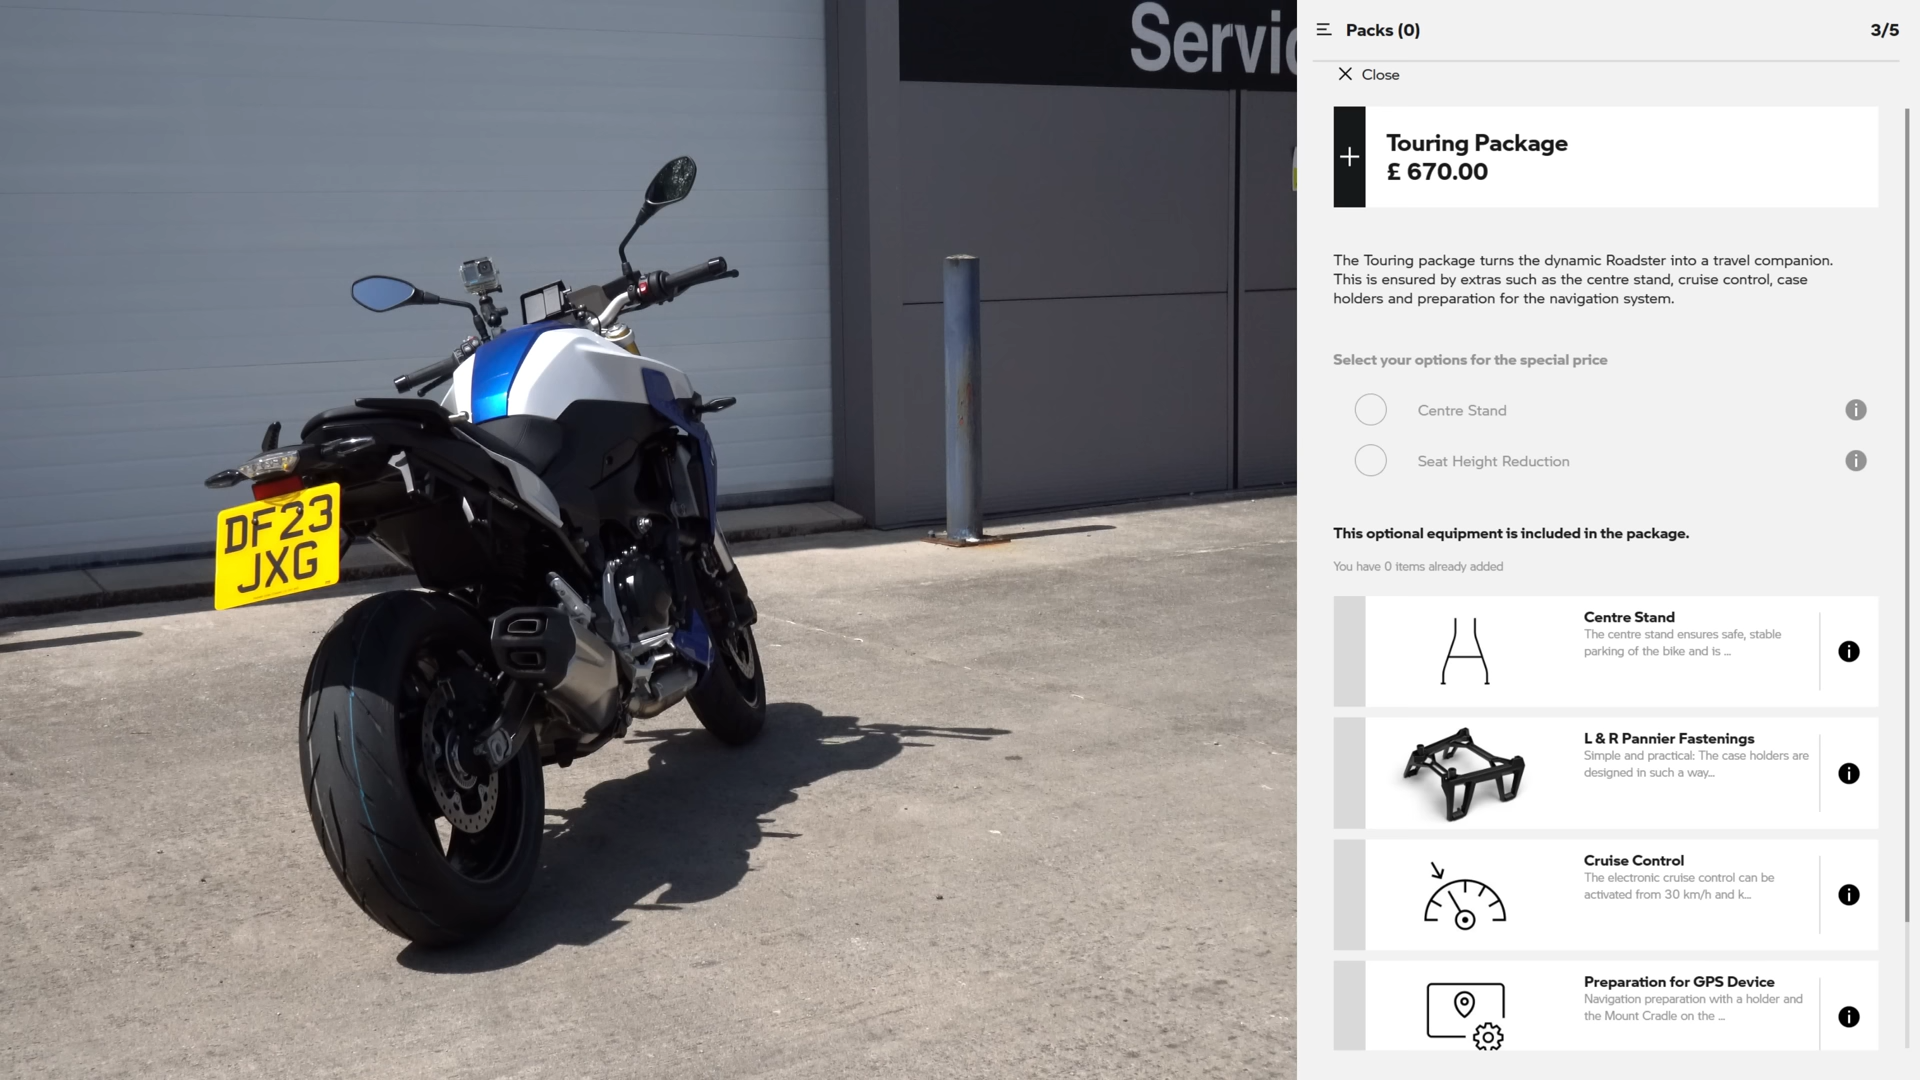 Servic
DF23
JXG
Packs (0)
3/5
Close
Touring Package
£ 670.00
The Touring package turns the dynamic Roadster into a travel companion.
This is ensured by extras such as the centre stand, cruise control, case
holders and preparation for the navigation system.
Select your options for the special price
Centre Stand
Seat Height Reduction
This optional equipment is included in the package.
You have 0 items already added
Centre Stand
The centre stand ensures safe, stable
parking of the bike and is ...
L & R Pannier Fastenings
Simple and practical: The case holders are
designed in such a way...
Cruise Control
The electronic cruise control can be
activated from 30 km/h and k...
Preparation for GPS Device
Navigation preparation with a holder and
the Mount Cradle on the ...